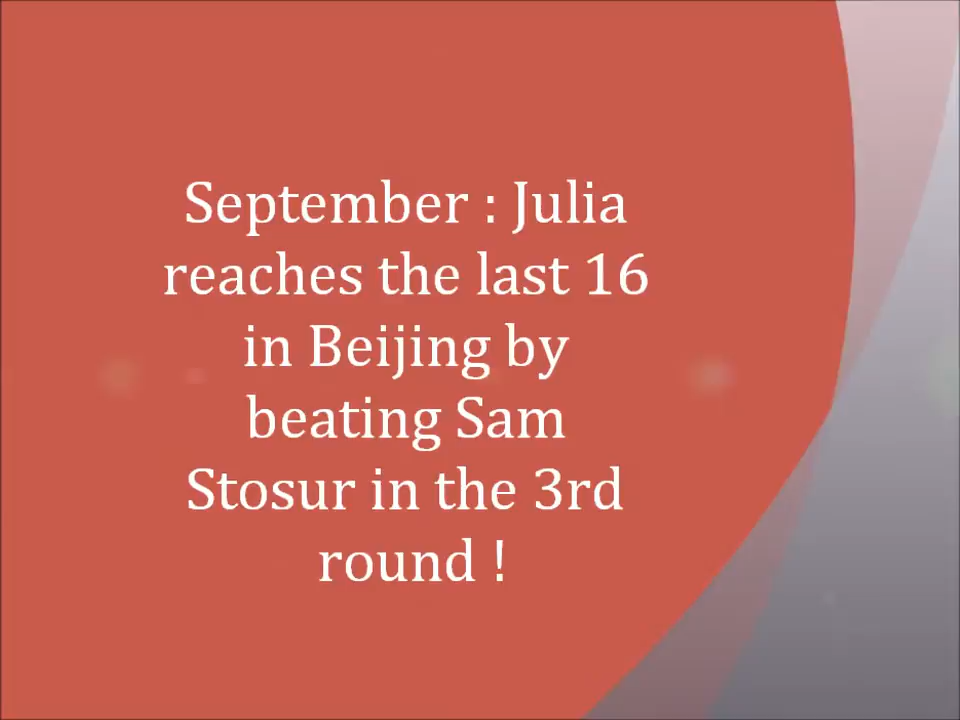 September : Julia
reaches the last 16
in Beijing by
beating Sam
Stosur in the 3rd
round !